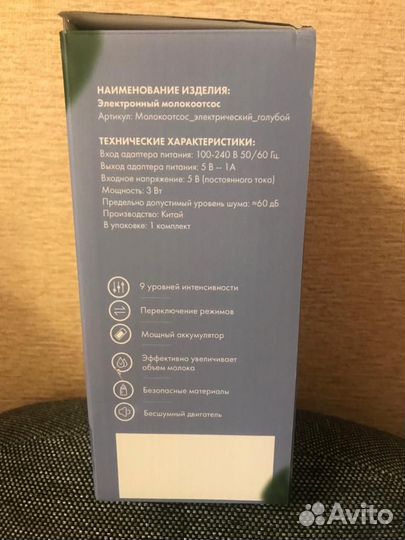 НАИМЕНОВАНИЕ ИЗДЕЛИЯ:
Электронный молокоотсос
Артикул: Молокоотсос_электрический_голубой
ТЕХНИЧЕСКИЕ ХАРАКТЕРИСТИКИ:
Вход адаптера питания: 100-240 В 50/60 Гц
Выход адаптера питания: 5 В – 1А
Входное напряжение: 5 В (постоянного тока)
Мощность: 3 Вт
Предельно допустимый уровень шума: ≈60 дБ
Производство: Китай
В упаковке: 1 комплект
9 уровней интенсивности
Переключение режимов
Мощный аккумулятор
Эффективно увеличивает
объем молока
Безопасные материалы
Бесшумный двигатель
Avito